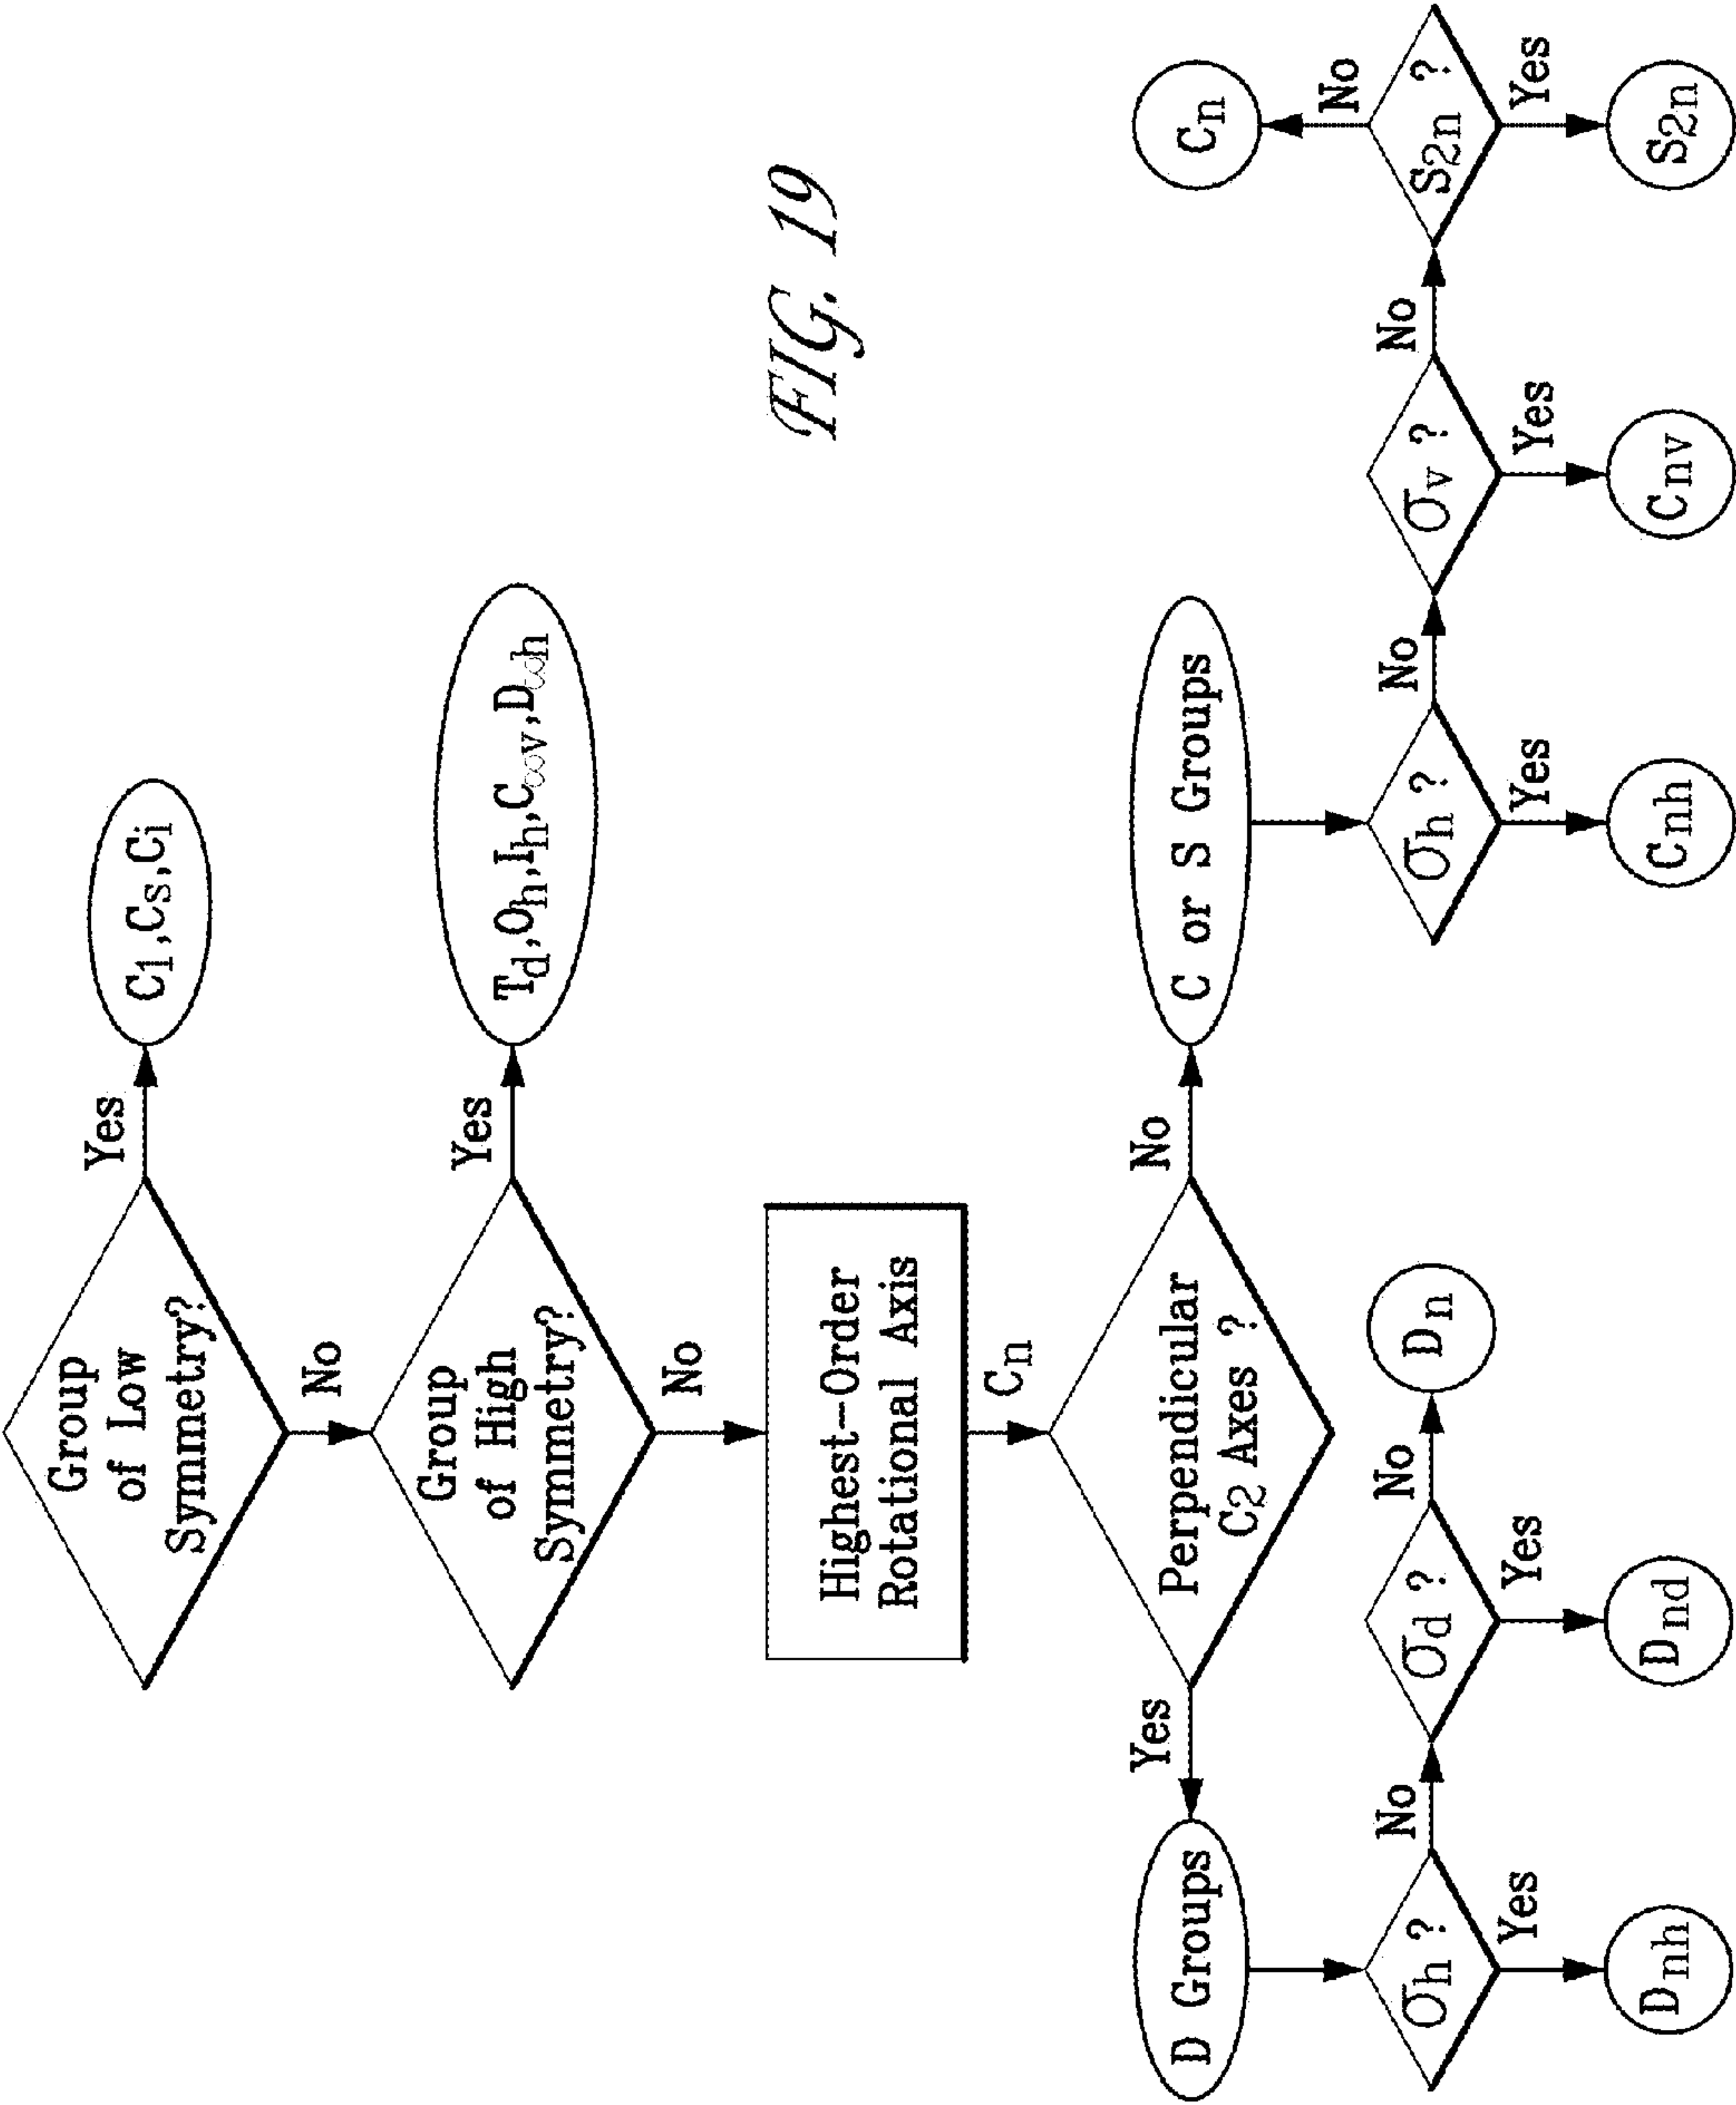 Group
of Low
Symmetry?
Yes
C1,Cs,Ci
No
Group
of High
Symmetry?
Yes
Td,Oh,Ih,C∞v,D∞h
No
Highest-Order
Rotational Axis
FIG. 19
Cn
Perpendicular
C2 Axes ?
Yes
No
D Groups
C or S Groups
σh ?
No
σd ?
No
Dn
Yes
Dnh
Yes
Dnd
σh ?
No
σv ?
No
S2n ?
No
Cn
Yes
Cnh
Yes
Cnv
Yes
S2n